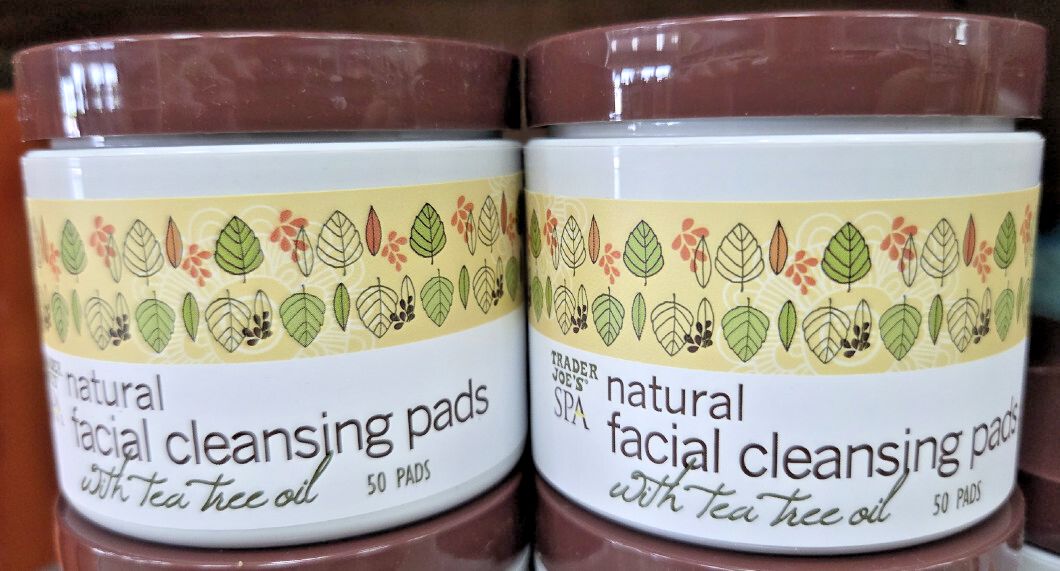 natural
facial cleansing pads
with tea tree oil
50 PADS
TRADER
JOE'S
SPA
natural
facial cleansing pads
with tea tree oil
50 PADS